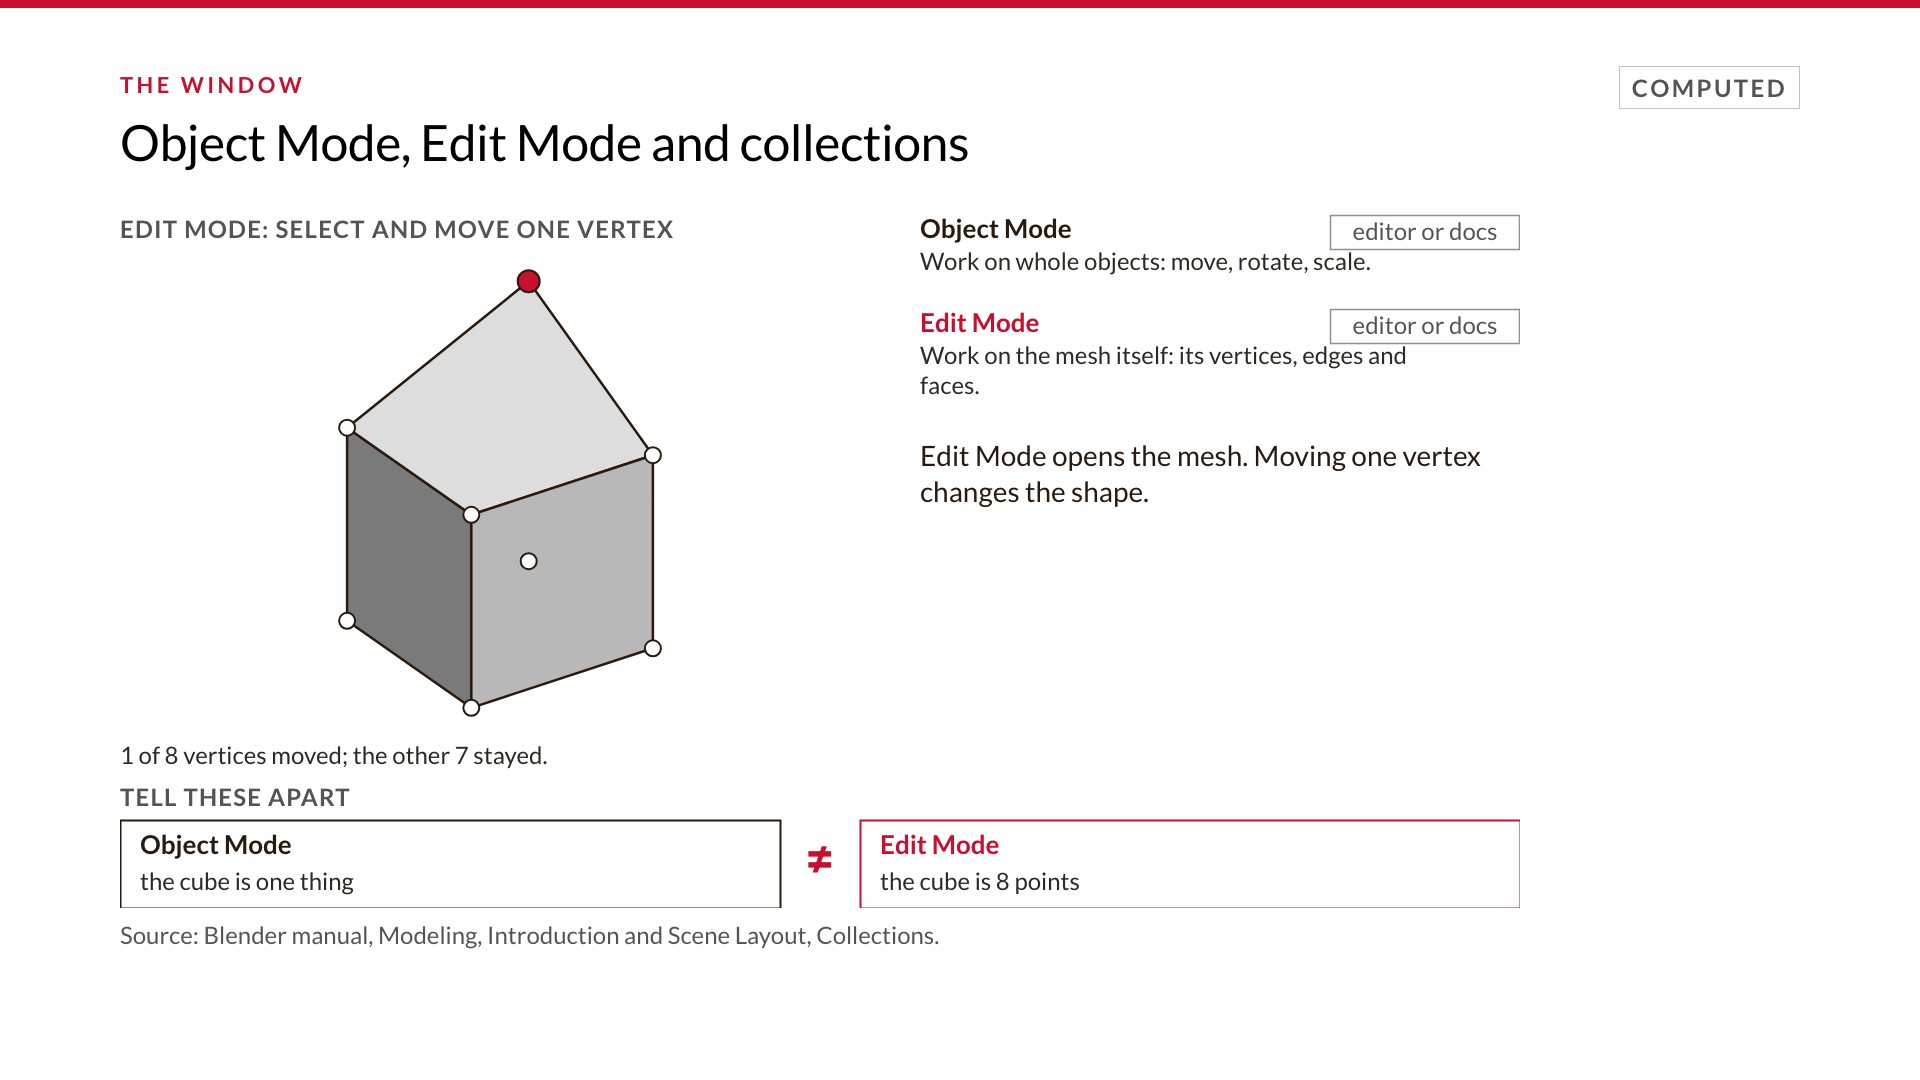 THE WINDOW
COMPUTED
Object Mode, Edit Mode and collections
EDIT MODE: SELECT AND MOVE ONE VERTEX
Object Mode
editor or docs
Work on whole objects: move, rotate, scale.
Edit Mode
editor or docs
Work on the mesh itself: its vertices, edges and
faces.
Edit Mode opens the mesh. Moving one vertex
changes the shape.
1 of 8 vertices moved; the other 7 stayed.
TELL THESE APART
Object Mode
the cube is one thing
≠
Edit Mode
the cube is 8 points
Source: Blender manual, Modeling, Introduction and Scene Layout, Collections.